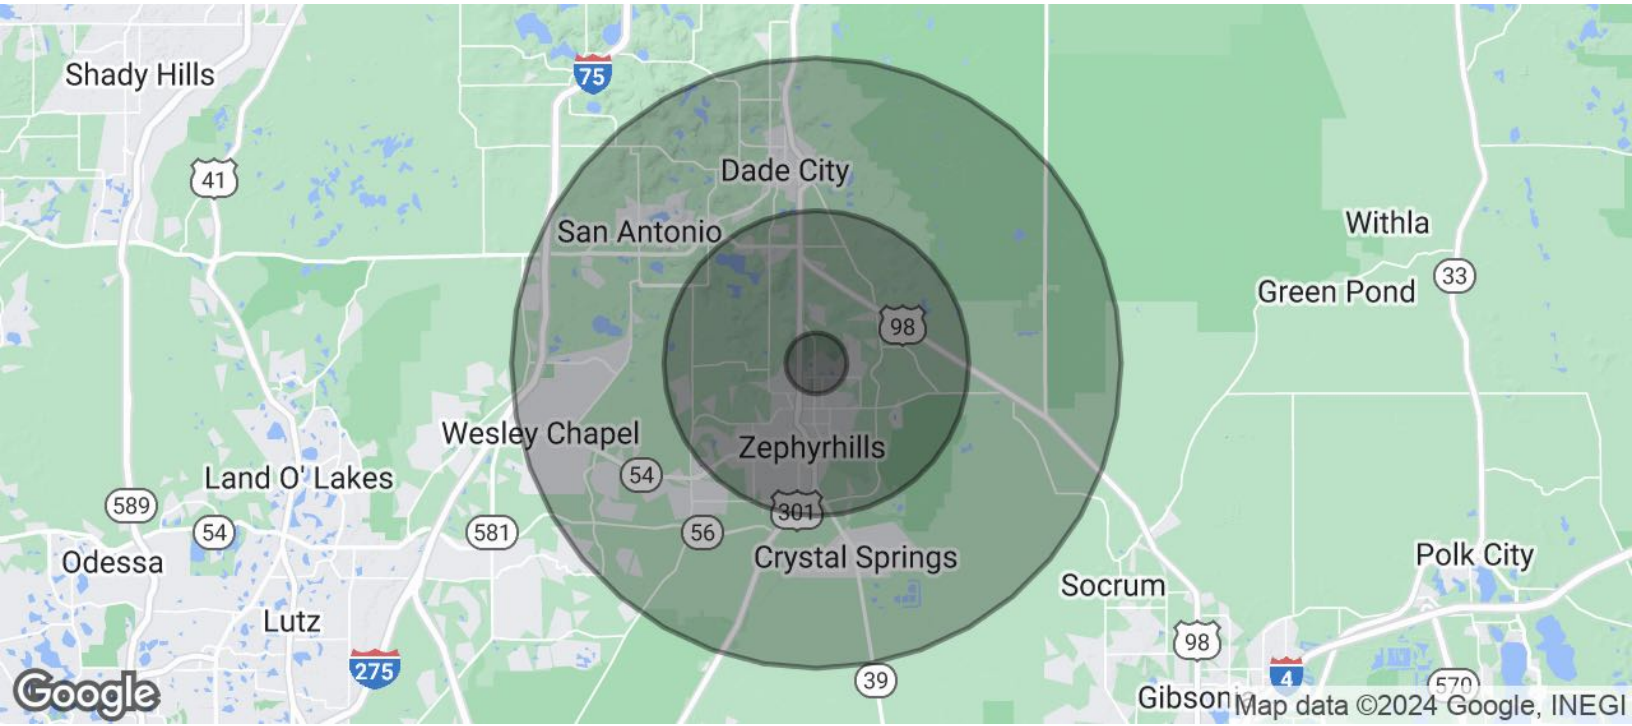 Shady Hills
75
41
Dade City
San Antonio
Withla
33
Green Pond
98
Wesley Chapel
Zephyrhills
54
Land O' Lakes
589
54
581
56
301
Odessa
Crystal Springs
Polk City
Socrum
Lutz
98
275
4
39
570
Google
Map data ©2024 Google, INEGI